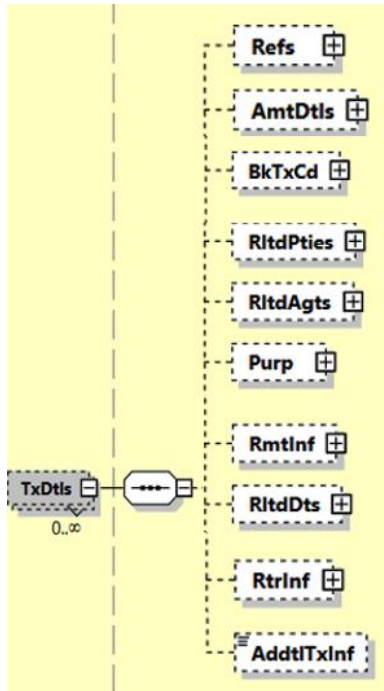 Refs
AmtDtls
BkTxCd
RltdPties
RltdAgts
Purp
RmtInf
TxDtls
RltdDts
0..∞
RtrInf
AddtlTxInf